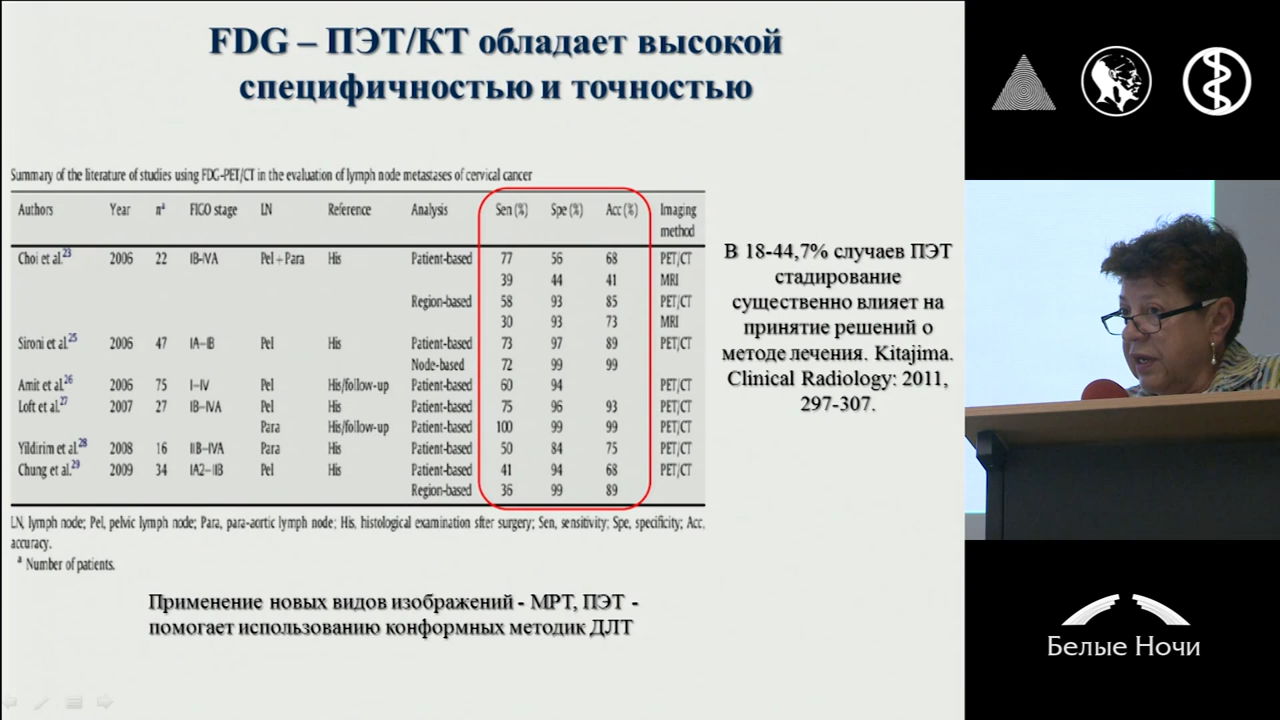 FDG – ПЭТ/КТ обладает высокой
специфичностью и точностью
Summary of the literature of studies using FDG-PET/CT in the evaluation of lymph node metastases of cervical cancer
Authors Year nᵃ FIGO stage LN Reference Analysis Sen (%) Spe (%) Acc (%) Imaging
method
Choi et al.²³ 2006 22 IB-IVA Pel+Para His Patient-based 77 56 68 PET/CT
39 44 41 MRI
Region-based 58 93 85 PET/CT
30 93 73 MRI
Sironi et al.²⁵ 2006 47 IA–IB Pel His Patient-based 73 97 89 PET/CT
Node-based 72 99 99
Amit et al.²⁶ 2006 75 I–IV Pel His/follow-up Patient-based 60 94 PET/CT
Loft et al.²⁷ 2007 27 IB–IVA Pel His Patient-based 75 96 93 PET/CT
Para His/follow-up Patient-based 100 99 99 PET/CT
Yildirim et al.²⁸ 2008 16 IIB–IVA Para His Patient-based 50 84 75 PET/CT
Chung et al.²⁹ 2009 34 IA2–IIB Pel His Patient-based 41 94 68 PET/CT
Region-based 36 99 89
LN, lymph node; Pel, pelvic lymph node; Para, para-aortic lymph node; His, histological examination sfter surgery; Sen, sensitivity; Spe, specificity; Acc,
accuracy.
ᵃ Number of patients.
В 18-44,7% случаев ПЭТ
стадирование
существенно влияет на
принятие решений о
методе лечения. Kitajima.
Clinical Radiology: 2011,
297-307.
Применение новых видов изображений - МРТ, ПЭТ -
помогает использованию конформных методик ДЛТ
Белые Ночи